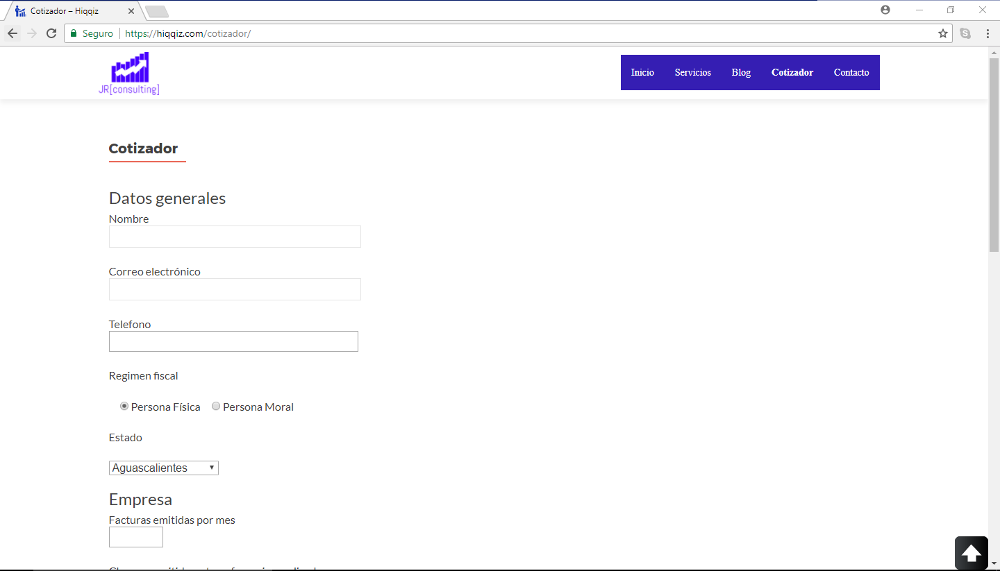 Cotizador – Hiqqiz
Seguro https://hiqqiz.com/cotizador/
JR[consulting]
Inicio Servicios Blog Cotizador Contacto
Cotizador
Datos generales
Nombre
Correo electrónico
Telefono
Regimen fiscal
Persona Física Persona Moral
Estado
Aguascalientes
Empresa
Facturas emitidas por mes